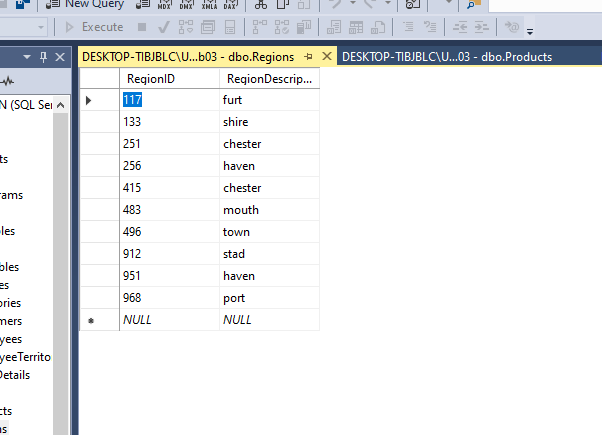 New Query MDX DMX XMLA DAX
Execute
DESKTOP-TIBJBLC\U...b03 - dbo.Regions DESKTOP-TIBJBLC\U...03 - dbo.Products
RegionID RegionDescrip...
N (SQL Ser
117 furt
133 shire
251 chester
ts
256 haven
415 chester
rams
483 mouth
les
496 town
912 stad
bles
951 haven
es
968 port
ories
NULL NULL
mers
yees
yeeTerrito
Details
cts
ns